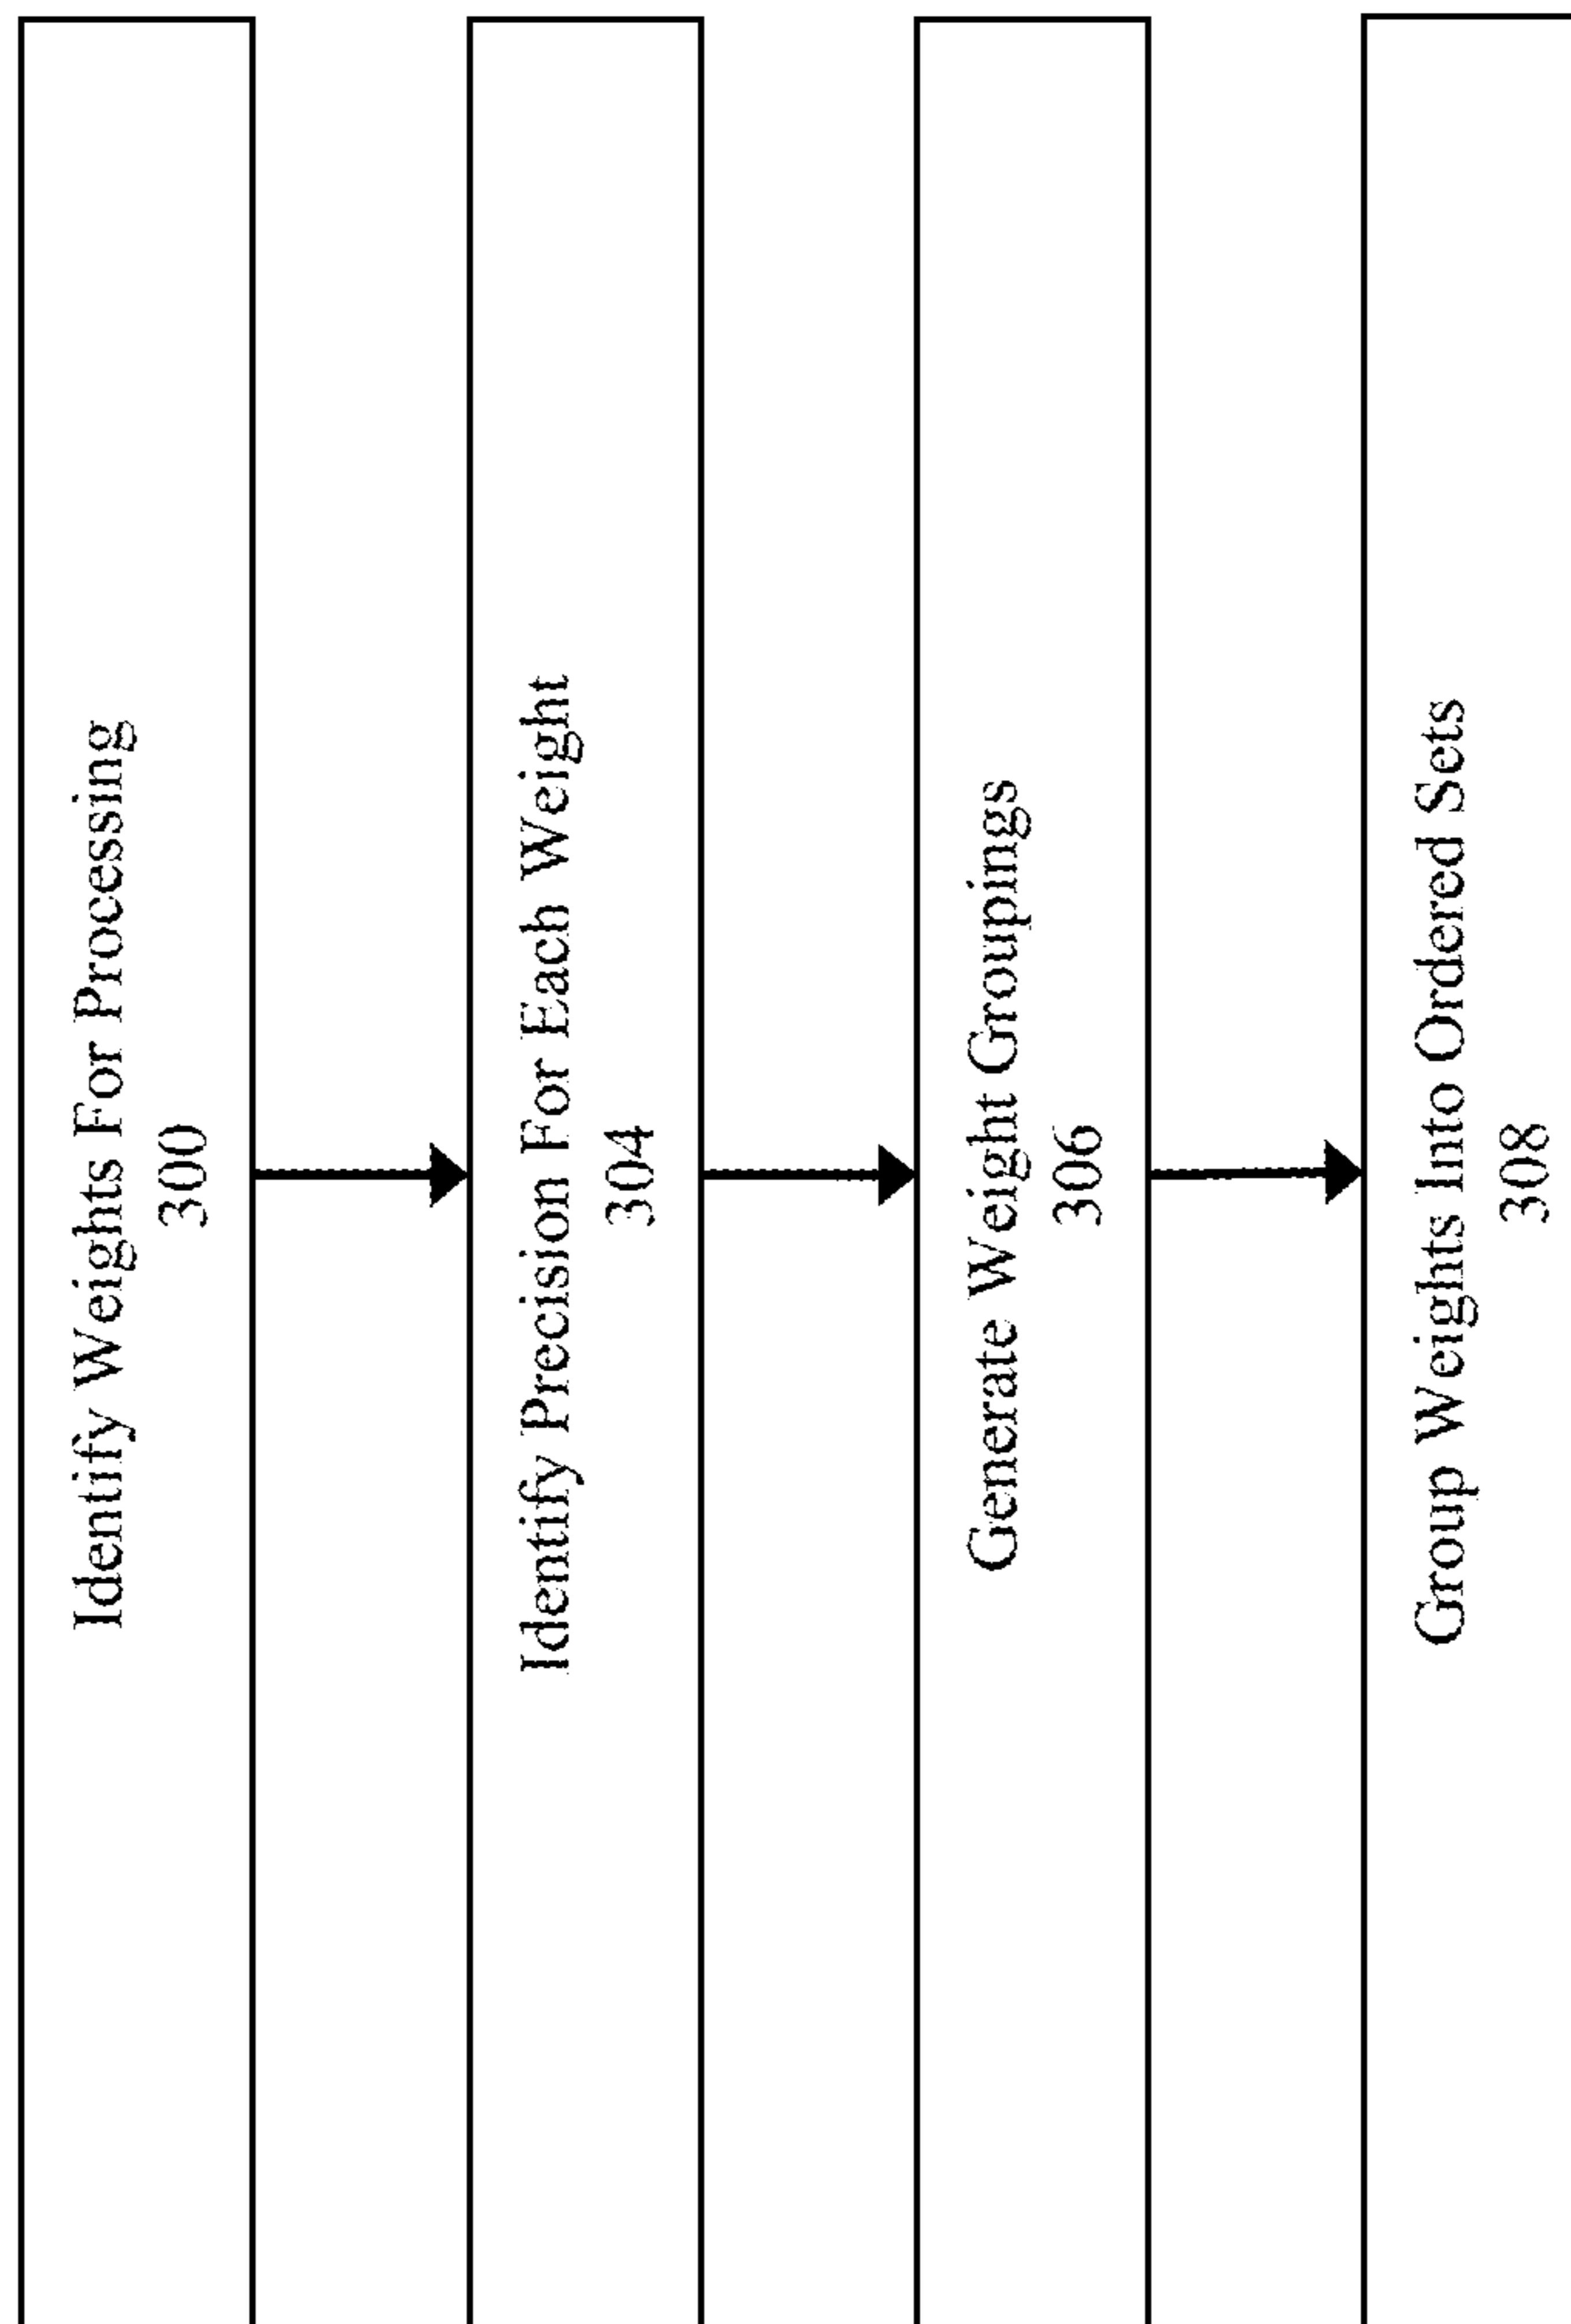 Identify Weights For Processing
300
Identify Precision For Each Weight
304
Generate Weight Groupings
306
Group Weights Into Ordered Sets
308